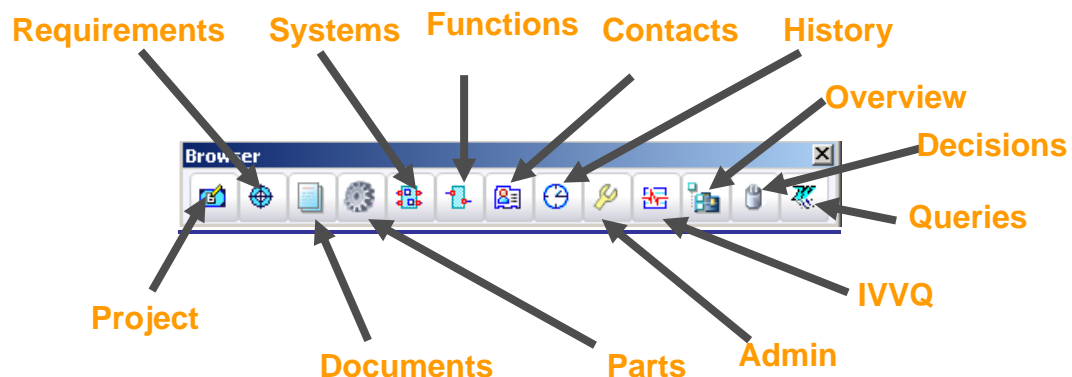 Requirements
Systems
Functions
Contacts
History
Overview
Decisions
Browser
Queries
IVVQ
Project
Admin
Documents
Parts